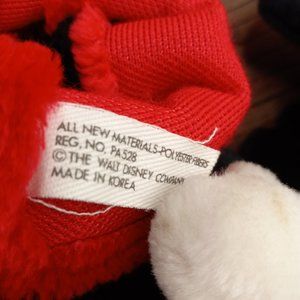 ALL NEW MATERIALS-POLYESTER FIBERS
REG. NO. PA528
© THE WALT DISNEY COMPANY
MADE IN KOREA